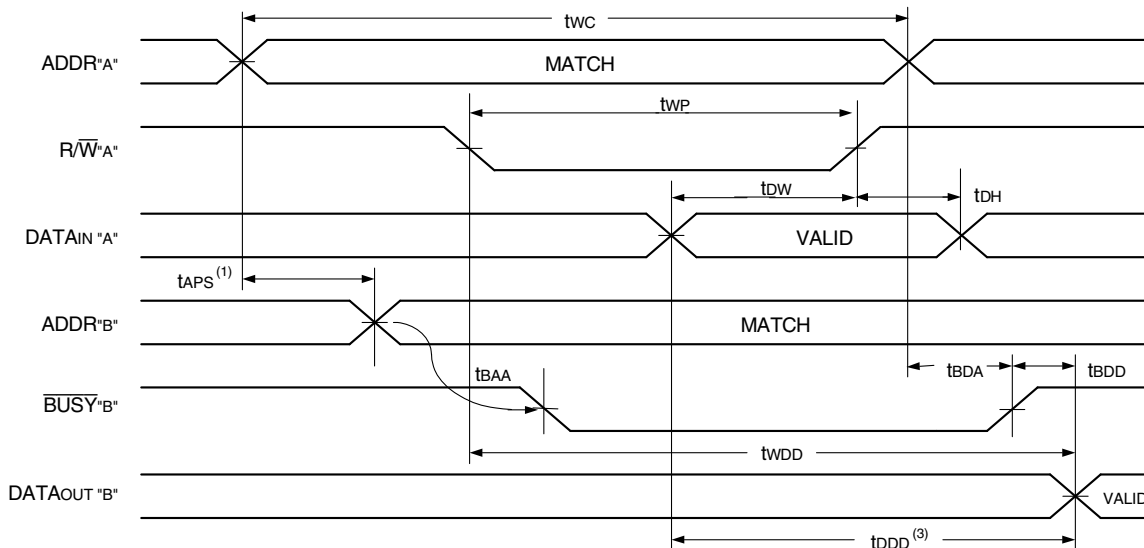 tWC
ADDR"A"
MATCH
tWP
R/W"A"
tDW
tDH
DATAIN "A"
VALID
tAPS (1)
ADDR"B"
MATCH
tBAA
tBDA
tBDD
BUSY"B"
tWDD
DATAOUT "B"
VALID
tDDD (3)